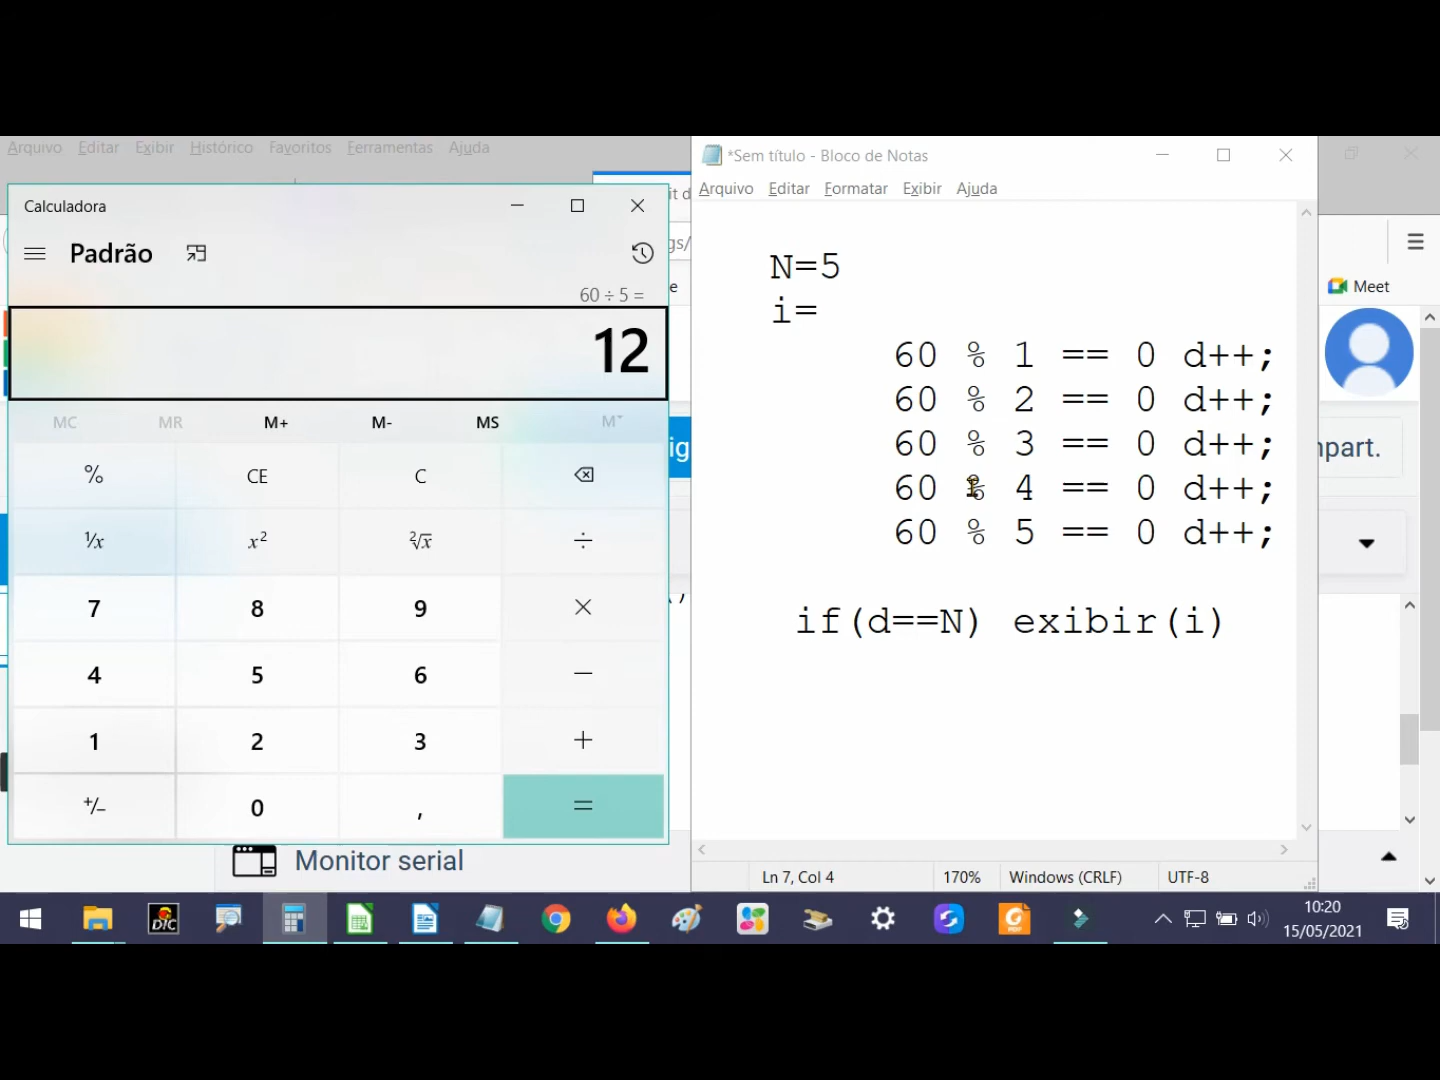 Arquivo Editar Exibir Histórico Favoritos Ferramentas Ajuda
Calculadora
Padrão
60 ÷ 5 =
12
MC MR M+ M- MS M˅
% CE C
¹/x x² ²√x ÷
7 8 9 ×
4 5 6 −
1 2 3 +
+/− 0 , =
*Sem título - Bloco de Notas
Arquivo Editar Formatar Exibir Ajuda
N=5
i=
60 % 1 == 0 d++;
60 % 2 == 0 d++;
60 % 3 == 0 d++;
60 % 4 == 0 d++;
60 % 5 == 0 d++;
if(d==N) exibir(i)
Ln 7, Col 4 170% Windows (CRLF) UTF-8
Meet
Monitor serial
DIC
10:20
15/05/2021